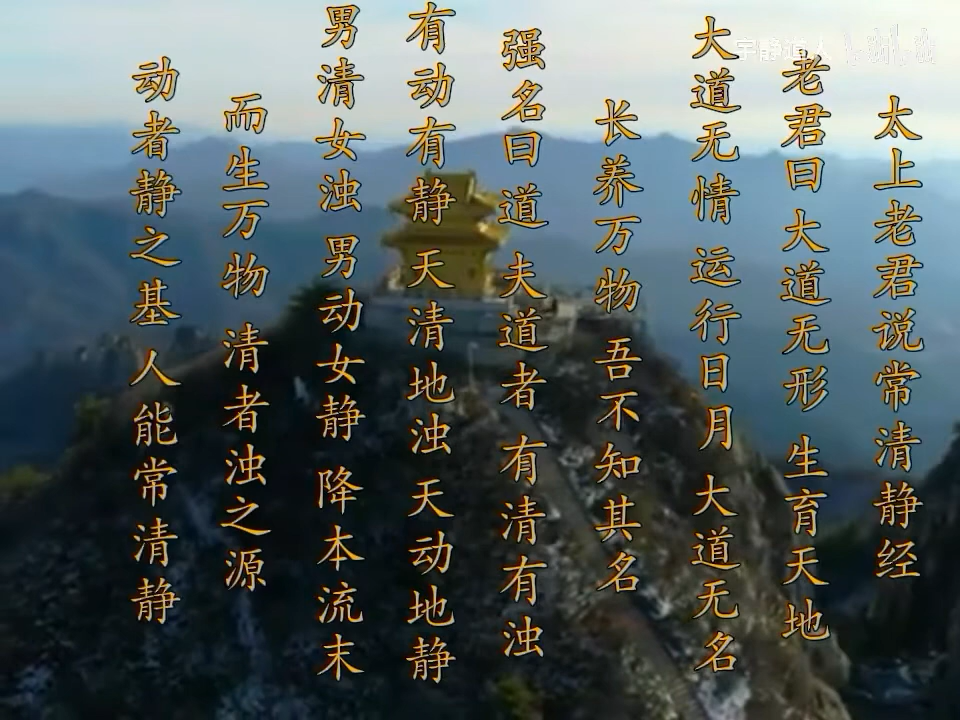 太上老君说常清静经
老君曰 大道无形 生育天地
大道无情 运行日月 大道无名
长养万物 吾不知其名
强名曰 道 夫道者 有清有浊
有动有静 天清地浊 天动地静
男清女浊 男动女静 降本流末
而生万物 清者浊之源
动者静之基 人能常清静
宇静道人 bilibili